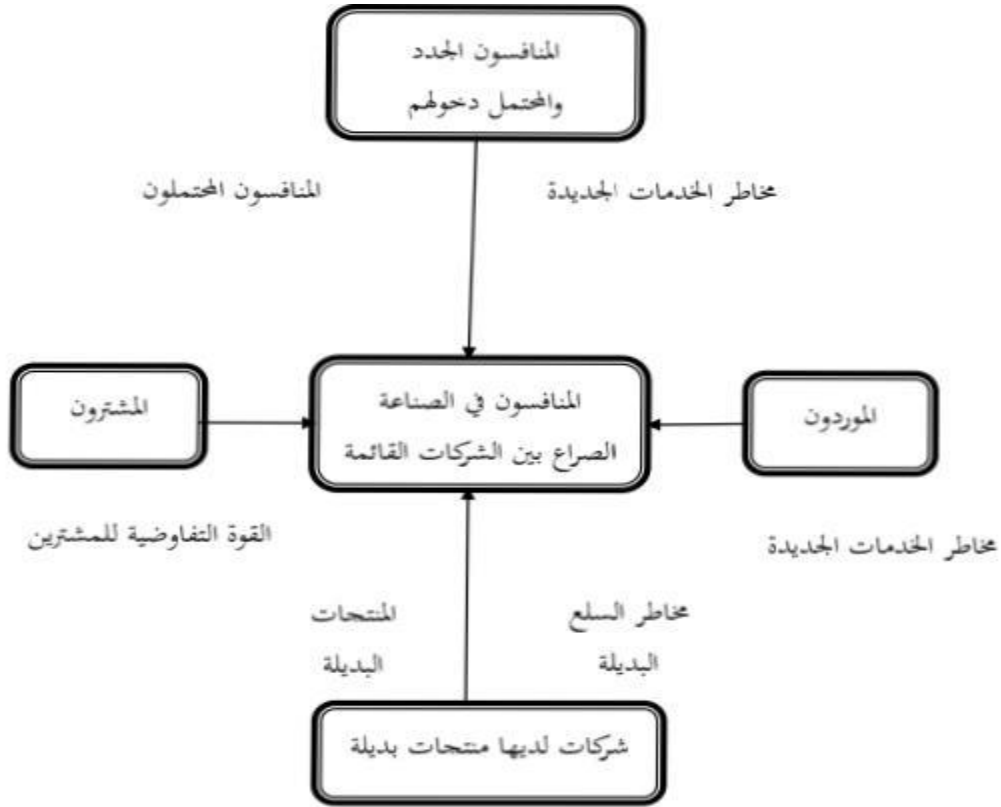 المنافسون الجدد
والمحتمل دخولهم
مخاطر الخدمات الجديدة
المنافسون المحتملون
الموردون
المنافسون في الصناعة
الصراع بين الشركات القائمة
المشترون
مخاطر الخدمات الجديدة
القوة التفاوضية للمشترين
مخاطر السلع
البديلة
المنتجات
البديلة
شركات لديها منتجات بديلة